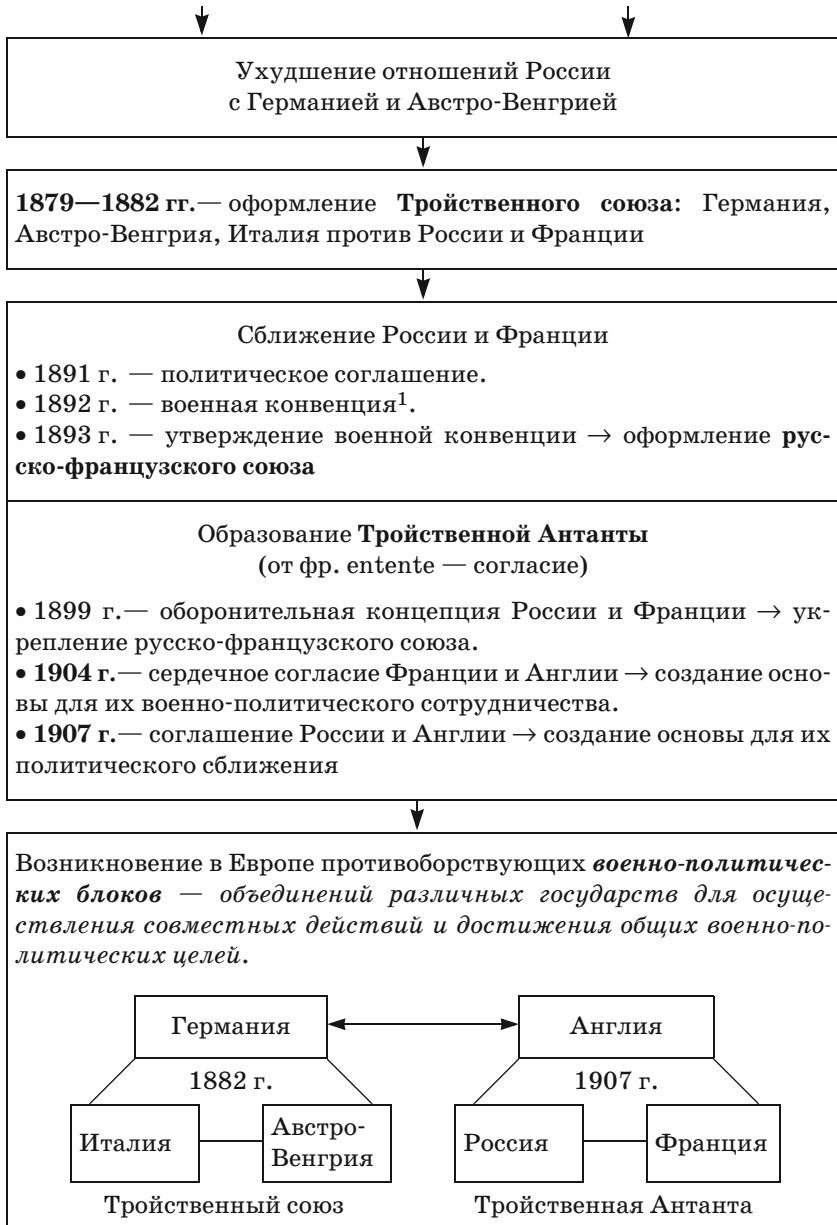 Ухудшение отношений России
с Германией и Австро-Венгрией
1879—1882 гг.— оформление Тройственного союза: Германия,
Австро-Венгрия, Италия против России и Франции
Сближение России и Франции
• 1891 г. — политическое соглашение.
• 1892 г. — военная конвенция¹.
• 1893 г. — утверждение военной конвенции → оформление рус-
ско-французского союза
Образование Тройственной Антанты
(от фр. entente — согласие)
• 1899 г.— оборонительная концепция России и Франции → ук-
репление русско-французского союза.
• 1904 г.— сердечное согласие Франции и Англии → создание осно-
вы для их военно-политического сотрудничества.
• 1907 г.— соглашение России и Англии → создание основы для их
политического сближения
Возникновение в Европе противоборствующих военно-политичес-
ких блоков — объединений различных государств для осуще-
ствления совместных действий и достижения общих военно-по-
литических целей.
Германия
1882 г.
Италия
Австро-
Венгрия
Тройственный союз
Англия
1907 г.
Россия
Франция
Тройственная Антанта